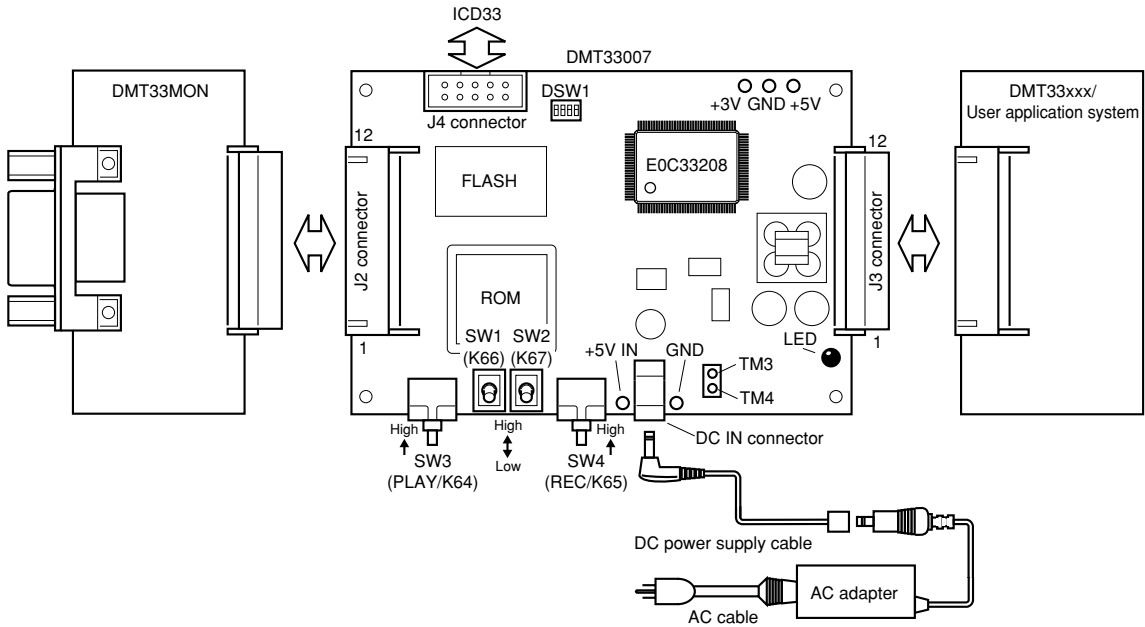 ICD33
DMT33007
DMT33MON
J4 connector
DSW1
+3V GND +5V
DMT33xxx/
User application system
12
12
FLASH
E0C33208
J2 connector
J3 connector
ROM
1
1
SW1
(K66)
SW2
(K67)
+5V IN
GND
LED
TM3
TM4
High
High
Low
High
DC IN connector
SW3
(PLAY/K64)
SW4
(REC/K65)
DC power supply cable
AC adapter
AC cable